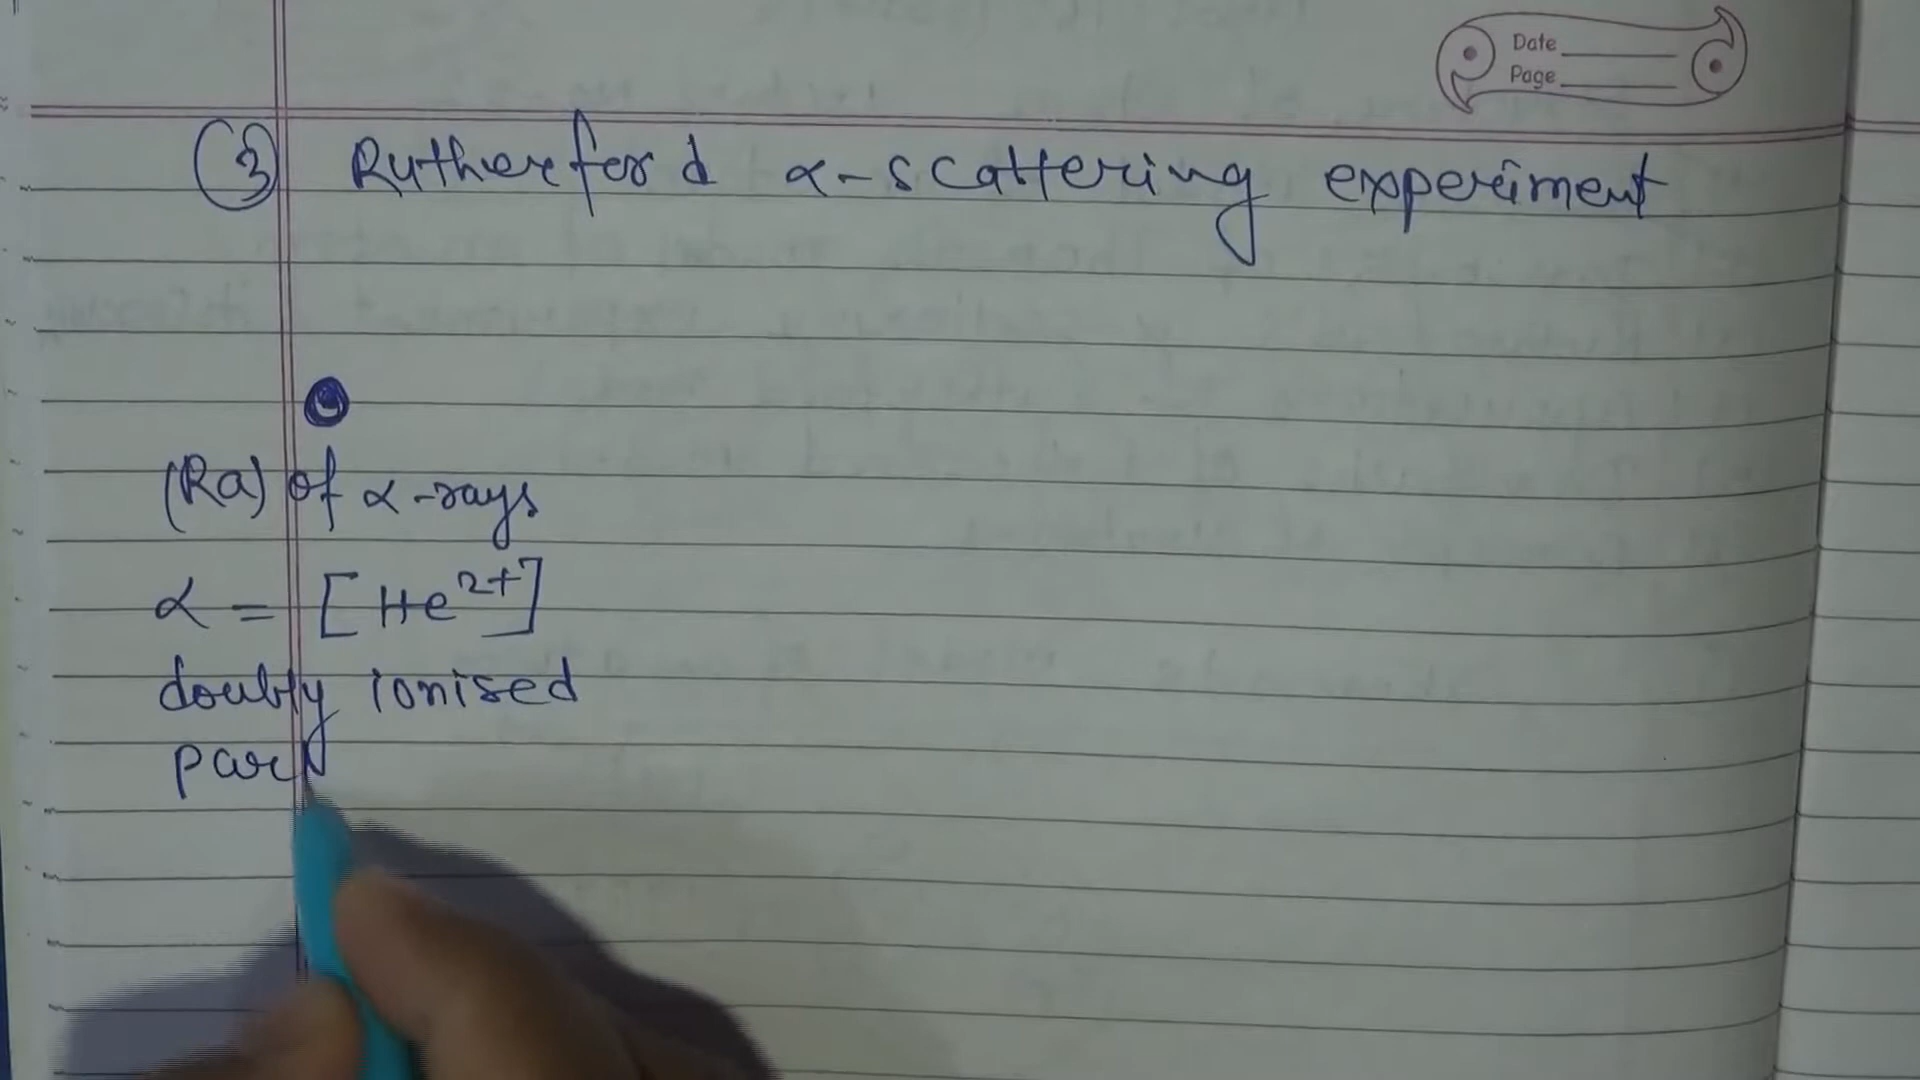 Date
Page
(3) Rutherford α-scattering experiment
(Ra) of α-rays
α = [He²⁺]
doubly ionised
par